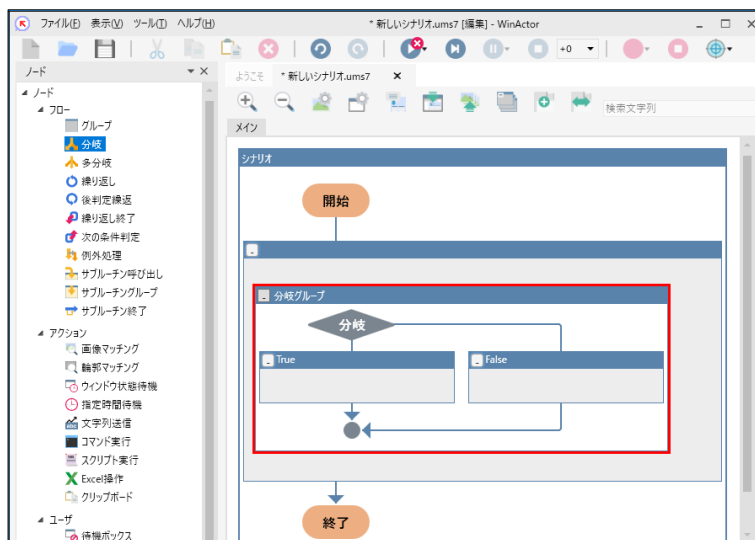 ファイル(F) 表示(V) ツール(T) ヘルプ(H) * 新しいシナリオ.ums7 [編集] - WinActor
+0
ノード
ようこそ * 新しいシナリオ.ums7
検索文字列
メイン
ノード
フロー
グループ
分岐
多分岐
繰り返し
後判定繰返
繰り返し終了
次の条件判定
例外処理
サブルーチン呼び出し
サブルーチングループ
サブルーチン終了
アクション
画像マッチング
輪郭マッチング
ウィンドウ状態待機
指定時間待機
文字列送信
コマンド実行
スクリプト実行
Excel操作
クリップボード
ユーザ
待機ボックス
シナリオ
開始
分岐グループ
分岐
True
False
終了